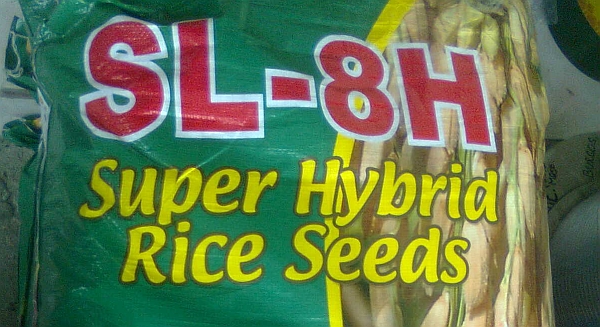 SL-8H
Super Hybrid
Rice Seeds